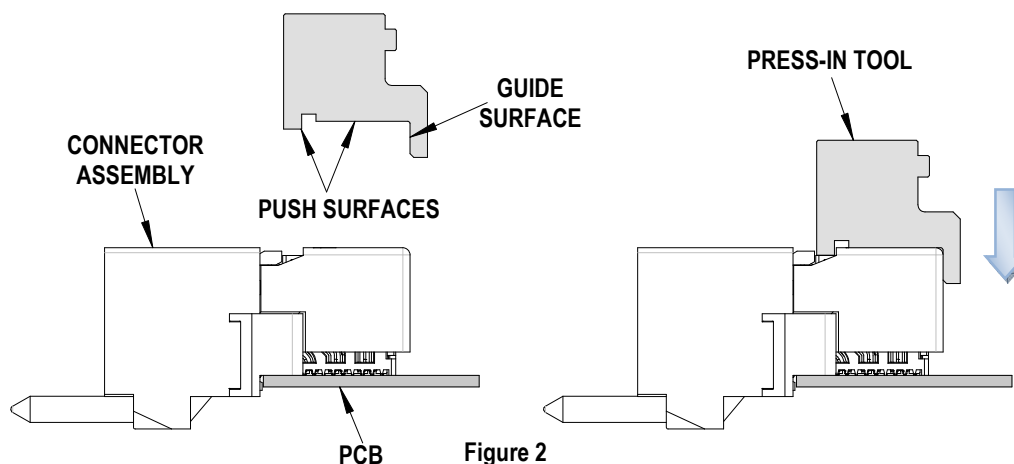 GUIDE
SURFACE
PRESS-IN TOOL
CONNECTOR
ASSEMBLY
PUSH SURFACES
PCB
Figure 2